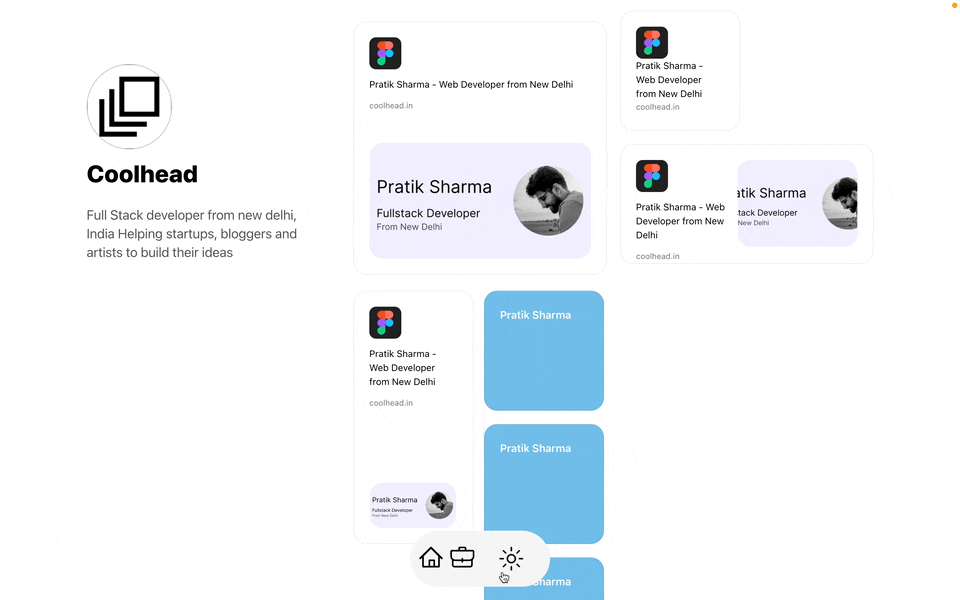 Coolhead
Full Stack developer from new delhi,
India Helping startups, bloggers and
artists to build their ideas
Pratik Sharma - Web Developer from New Delhi
coolhead.in
Pratik Sharma
Fullstack Developer
From New Delhi
Pratik Sharma -
Web Developer
from New Delhi
coolhead.in
Pratik Sharma - Web
Developer from New
Delhi
coolhead.in
atik Sharma
stack Developer
New Delhi
Pratik Sharma -
Web Developer
from New Delhi
coolhead.in
Pratik Sharma
Fullstack Developer
From New Delhi
Pratik Sharma
Pratik Sharma
Sharma